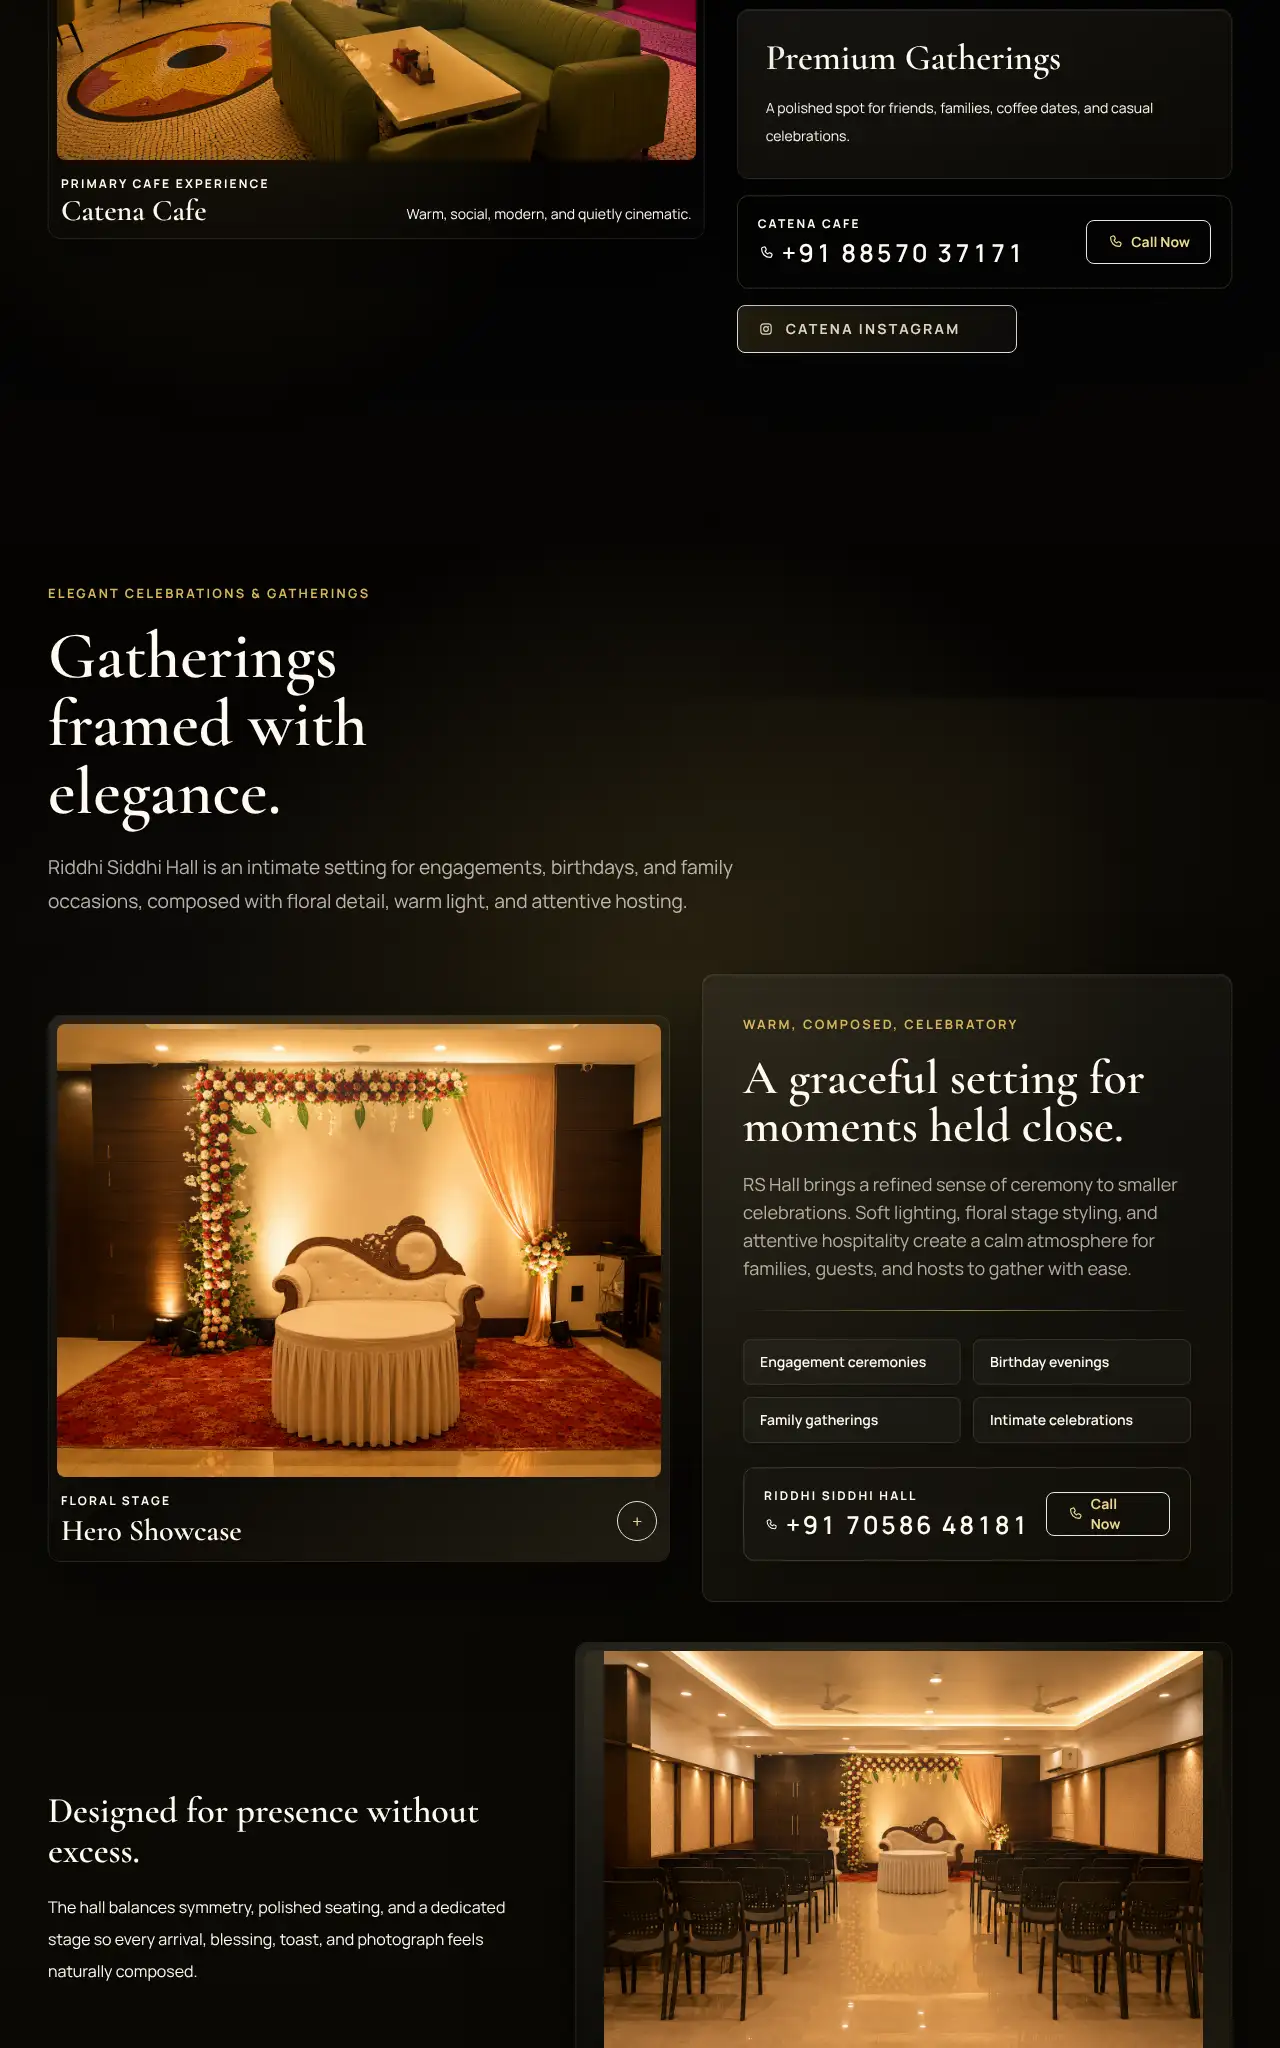 PRIMARY CAFE EXPERIENCE
Catena Cafe
Warm, social, modern, and quietly cinematic.
Premium Gatherings
A polished spot for friends, families, coffee dates, and casual
celebrations.
CATENA CAFE
+91 88570 37171
Call Now
CATENA INSTAGRAM
ELEGANT CELEBRATIONS & GATHERINGS
Gatherings
framed with
elegance.
Riddhi Siddhi Hall is an intimate setting for engagements, birthdays, and family
occasions, composed with floral detail, warm light, and attentive hosting.
FLORAL STAGE
Hero Showcase
+
WARM, COMPOSED, CELEBRATORY
A graceful setting for
moments held close.
RS Hall brings a refined sense of ceremony to smaller
celebrations. Soft lighting, floral stage styling, and
attentive hospitality create a calm atmosphere for
families, guests, and hosts to gather with ease.
Engagement ceremonies
Birthday evenings
Family gatherings
Intimate celebrations
RIDDHI SIDDHI HALL
+91 70586 48181
Call
Now
Designed for presence without
excess.
The hall balances symmetry, polished seating, and a dedicated
stage so every arrival, blessing, toast, and photograph feels
naturally composed.